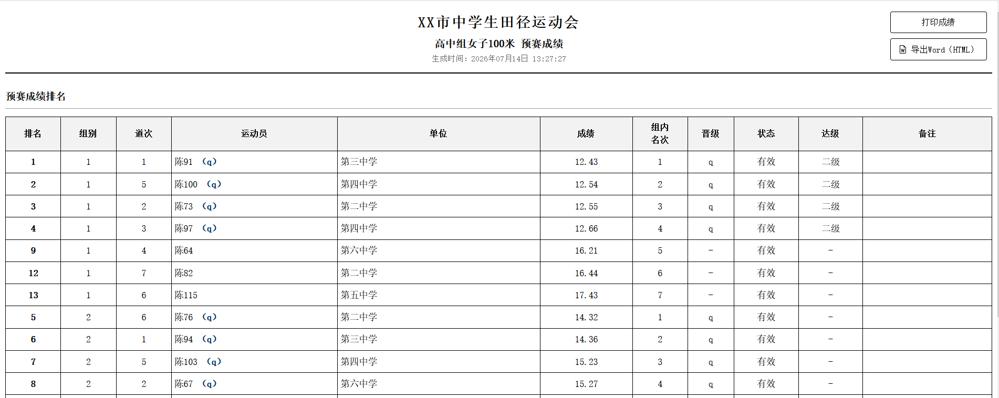 XX市中学生田径运动会
高中组女子100米 预赛成绩
生成时间：2026年07月14日 13:27:27
打印成绩
导出Word（HTML）
预赛成绩排名
排名 组别 道次 运动员 单位 成绩 组内名次 晋级 状态 达级 备注
1 1 1 陈91 （q） 第三中学 12.43 1 q 有效 二级
2 1 5 陈100 （q） 第四中学 12.54 2 q 有效 二级
3 1 2 陈73 （q） 第二中学 12.55 3 q 有效 二级
4 1 3 陈97 （q） 第四中学 12.66 4 q 有效 二级
9 1 4 陈64 第六中学 16.21 5 - 有效 -
12 1 7 陈82 第二中学 16.44 6 - 有效 -
13 1 6 陈115 第五中学 17.43 7 - 有效 -
5 2 6 陈76 （q） 第二中学 14.32 1 q 有效 -
6 2 1 陈94 （q） 第三中学 14.36 2 q 有效 -
7 2 5 陈103 （q） 第四中学 15.23 3 q 有效 -
8 2 2 陈67 （q） 第六中学 15.27 4 q 有效 -